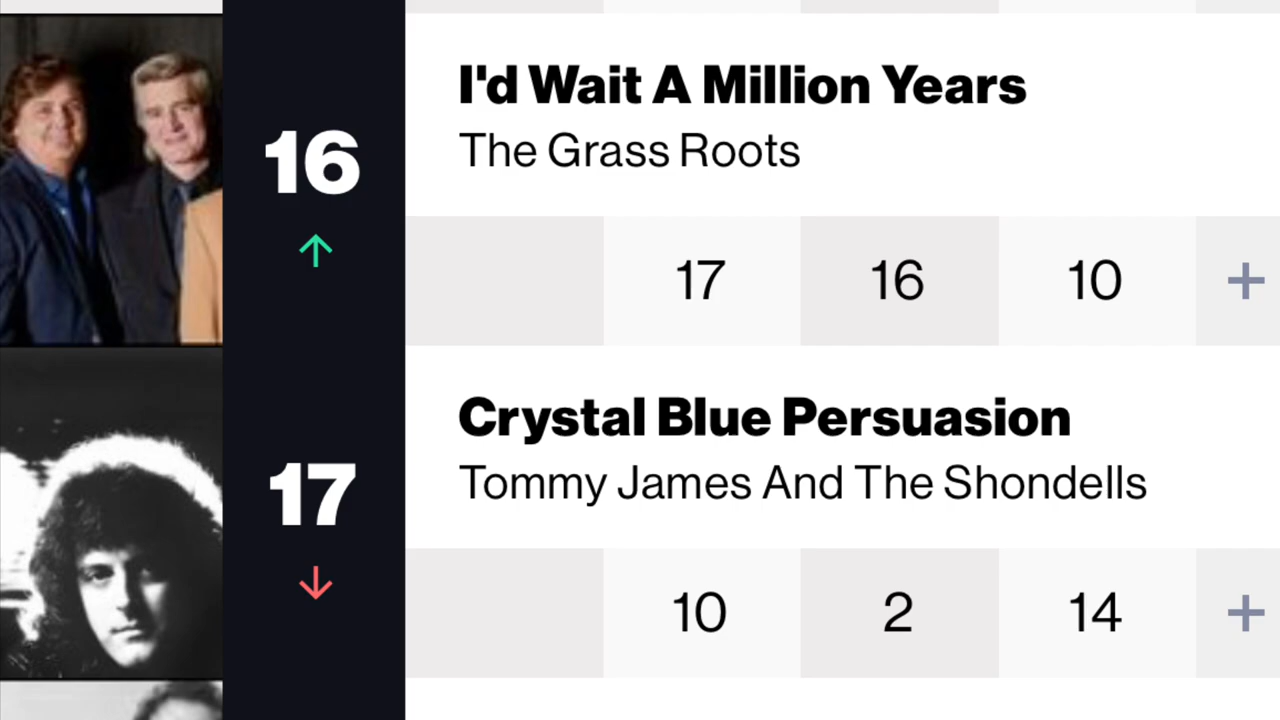 I'd Wait A Million Years
The Grass Roots
16
17 16 10 +
Crystal Blue Persuasion
Tommy James And The Shondells
17
10 2 14 +